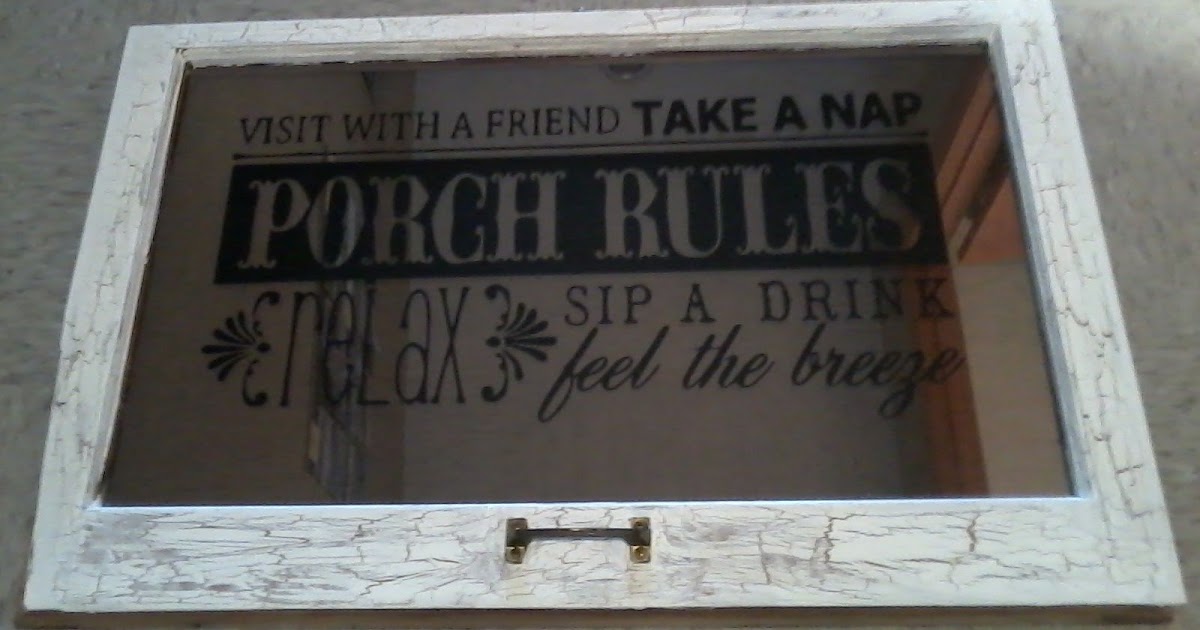 VISIT WITH A FRIEND TAKE A NAP
PORCH RULES
reLax SIP A DRINK
feel the breeze